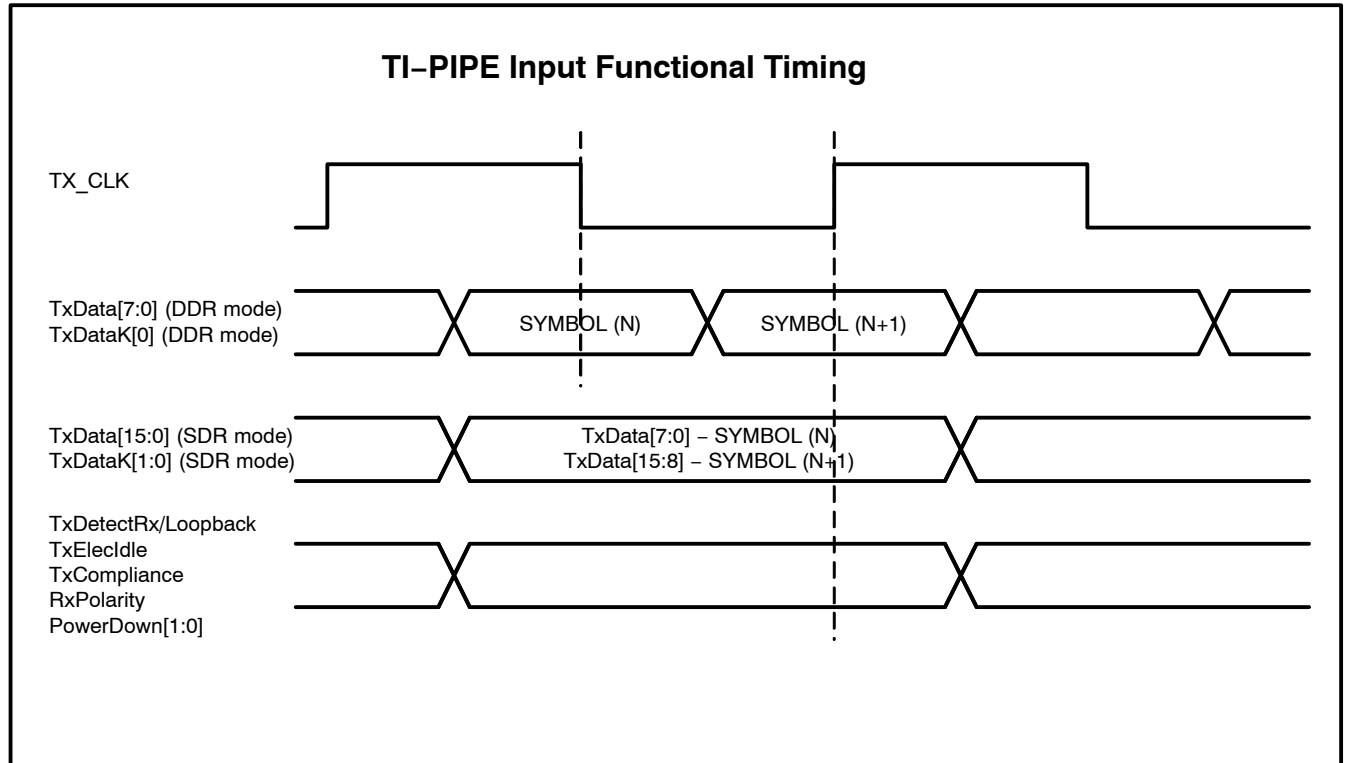 TI−PIPE Input Functional Timing
TX_CLK
TxData[7:0] (DDR mode)
TxDataK[0] (DDR mode)
SYMBOL (N)
SYMBOL (N+1)
TxData[15:0] (SDR mode)
TxDataK[1:0] (SDR mode)
TxData[7:0] − SYMBOL (N)
TxData[15:8] − SYMBOL (N+1)
TxDetectRx/Loopback
TxElecIdle
TxCompliance
RxPolarity
PowerDown[1:0]